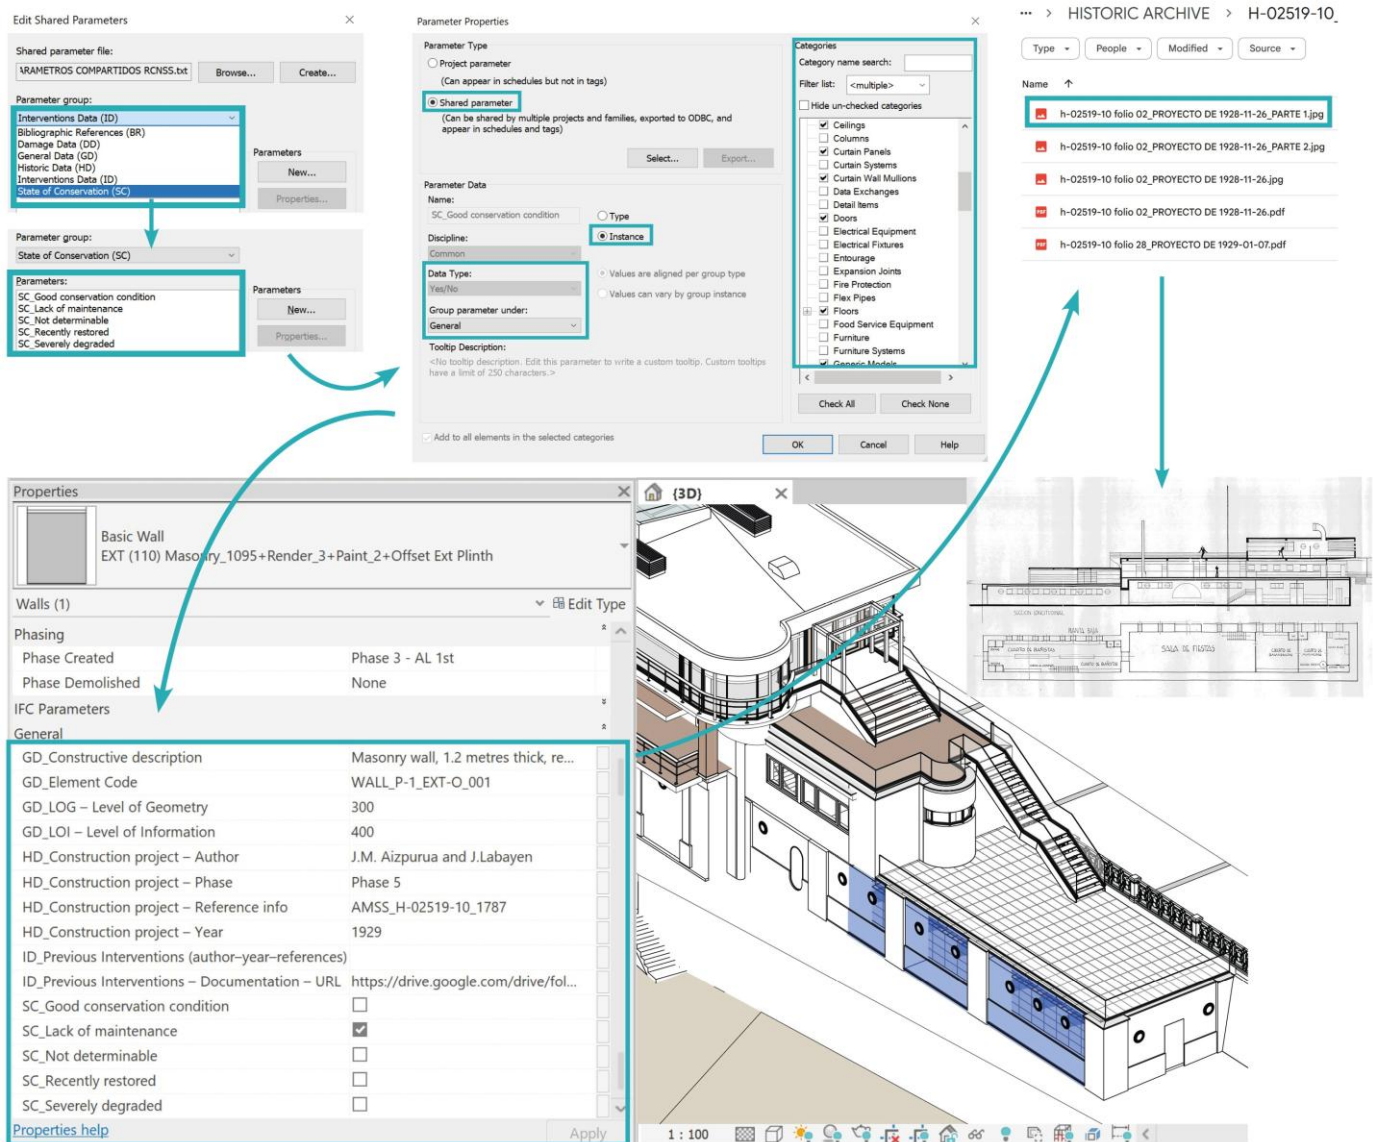 Edit Shared Parameters
Shared parameter file:
ARAMETROS COMPARTIDOS RCNSS.txt
Browse...
Create...
Parameter group:
Interventions Data (ID)
Bibliographic References (BR)
Damage Data (DD)
General Data (GD)
Historic Data (HD)
Interventions Data (ID)
State of Conservation (SC)
Parameters
New...
Properties...
Parameter group:
State of Conservation (SC)
Parameters:
SC_Good conservation condition
SC_Lack of maintenance
SC_Not determinable
SC_Recently restored
SC_Severely degraded
Parameters
New...
Properties...
Parameter Properties
Parameter Type
Project parameter
(Can appear in schedules but not in tags)
Shared parameter
(Can be shared by multiple projects and families, exported to ODBC, and
appear in schedules and tags)
Select...
Export...
Parameter Data
Name:
SC_Good conservation condition
Type
Discipline:
Instance
Common
Data Type:
Values are aligned per group type
Yes/No
Values can vary by group instance
Group parameter under:
General
Tooltip Description:
<No tooltip description. Edit this parameter to write a custom tooltip. Custom tooltips
have a limit of 250 characters.>
Add to all elements in the selected categories
Categories
Category name search:
Filter list:
<multiple>
Hide un-checked categories
Ceilings
Columns
Curtain Panels
Curtain Systems
Curtain Wall Mullions
Data Exchanges
Detail Items
Doors
Electrical Equipment
Electrical Fixtures
Entourage
Expansion Joints
Fire Protection
Flex Pipes
Floors
Food Service Equipment
Furniture
Furniture Systems
Generic Models
Check All
Check None
OK
Cancel
Help
... > HISTORIC ARCHIVE > H-02519-10_
Type
People
Modified
Source
Name ↑
h-02519-10 folio 02_PROYECTO DE 1928-11-26_PARTE 1.jpg
h-02519-10 folio 02_PROYECTO DE 1928-11-26_PARTE 2.jpg
h-02519-10 folio 02_PROYECTO DE 1928-11-26.jpg
PDF h-02519-10 folio 02_PROYECTO DE 1928-11-26.pdf
PDF h-02519-10 folio 28_PROYECTO DE 1929-01-07.pdf
Properties
Basic Wall
EXT (110) Masonry_1095+Render_3+Paint_2+Offset Ext Plinth
Walls (1)
Edit Type
Phasing
Phase Created Phase 3 - AL 1st
Phase Demolished None
IFC Parameters
General
GD_Constructive description Masonry wall, 1.2 metres thick, re...
GD_Element Code WALL_P-1_EXT-O_001
GD_LOG – Level of Geometry 300
GD_LOI – Level of Information 400
HD_Construction project – Author J.M. Aizpurua and J.Labayen
HD_Construction project – Phase Phase 5
HD_Construction project – Reference info AMSS_H-02519-10_1787
HD_Construction project – Year 1929
ID_Previous Interventions (author–year–references)
ID_Previous Interventions – Documentation – URL https://drive.google.com/drive/fol...
SC_Good conservation condition
SC_Lack of maintenance
SC_Not determinable
SC_Recently restored
SC_Severely degraded
Properties help
Apply
{3D}
1 : 100
PLANTA BAJA
SALA DE FIESTAS